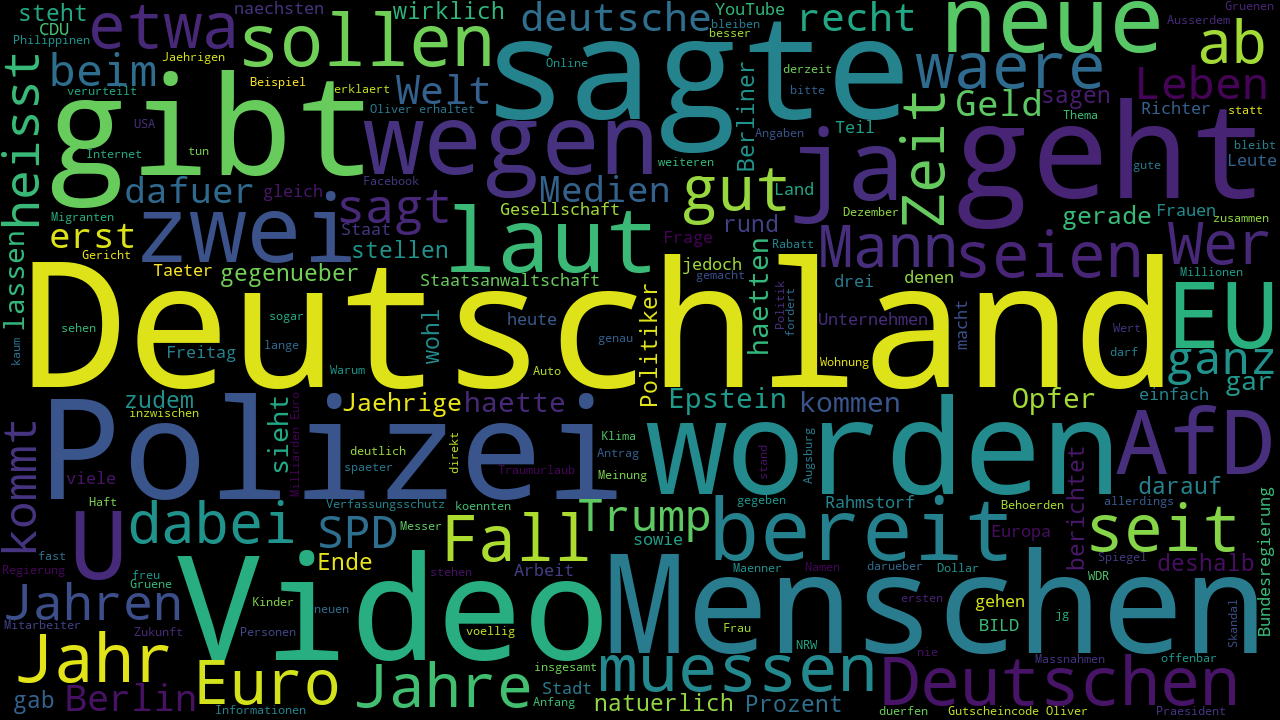 steht
CDU
Philippinen
etwa
naechsten
sollen
wirklich
deutsche
YouTube
bleiben
besser
recht
neue
Ausserdem
Gruenen
ab
beim
Jaehrigen
verurteilt
Beispiel
erklaert
Welt
Online
sagte
derzeit
bitte
waere
Leben
heisst
gibt
USA
Internet
tun
Oliver erhaltet
wegen
Berliner
Angaben
Teil
ja
Zeit
Geld
sagen
Thema
Richter
statt
geht
gute
bleibt
Leute
weiteren
Facebook
dafuer
gleich
sagt
Medien
gut
Land
Migranten
zwei
Staat
Gesellschaft
laut
rund
Dezember
gerade
Frauen
zusammen
erst
Gericht
lassen
stellen
Frage
Rabatt
Mann
seien
Wer
Taeter
gegenueber
Staatsanwaltschaft
jedoch
gemacht
haetten
drei
denen
Millionen
Deutschland
sehen
sogar
lange
heute
wohl
genau
Politiker
Politik
fordert
Unternehmen
macht
Wert
darf
EU
kaum
Freitag
Warum
Auto
Wohnung
ganz
gar
zudem
inzwischen
sieht
Milliarden Euro
Jaehrige
haette
Epstein
kommen
Opfer
einfach
Polizei
kommt
viele
deutlich
spaeter
direkt
Klima
Antrag
Meinung
Traumurlaub
worden
stand
Augsburg
AfD
darauf
Haft
U
dabei
Verfassungsschutz
koennten
SPD
Messer
Fall
Trump
sowie
gegeben
Rahmstorf
bereit
Behoerden
Europa
berichtet
allerdings
seit
Bundesregierung
fast
Regierung
freu
Gruene
Ende
stehen
Arbeit
Maenner
Namen
darueber
Dollar
WDR
Spiegel
deshalb
Jahren
Video
Kinder
neuen
Menschen
ersten
gehen
BILD
jg
Skandal
Mitarbeiter
Zukunft
Personen
voellig
Frau
NRW
nie
Massnahmen
offenbar
Jahr
Euro
Jahre
insgesamt
muessen
Deutschen
gab
Berlin
Informationen
Anfang
Stadt
natuerlich
Prozent
duerfen
Gutscheincode Oliver
Praesident